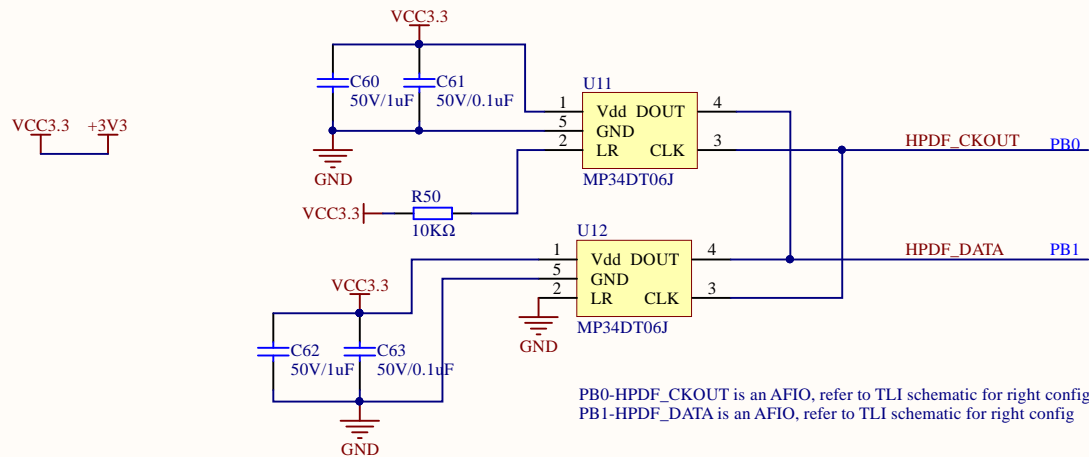 VCC3.3
C60
50V/1uF
C61
50V/0.1uF
U11
1 Vdd DOUT 4
5 GND
2 LR CLK 3
MP34DT06J
VCC3.3 +3V3
GND
HPDF_CKOUT PB0
R50
VCC3.3
10KΩ
U12
1 Vdd DOUT 4
5 GND
2 LR CLK 3
MP34DT06J
HPDF_DATA PB1
VCC3.3
GND
C62
50V/1uF
C63
50V/0.1uF
GND
PB0-HPDF_CKOUT is an AFIO, refer to TLI schematic for right config
PB1-HPDF_DATA is an AFIO, refer to TLI schematic for right config